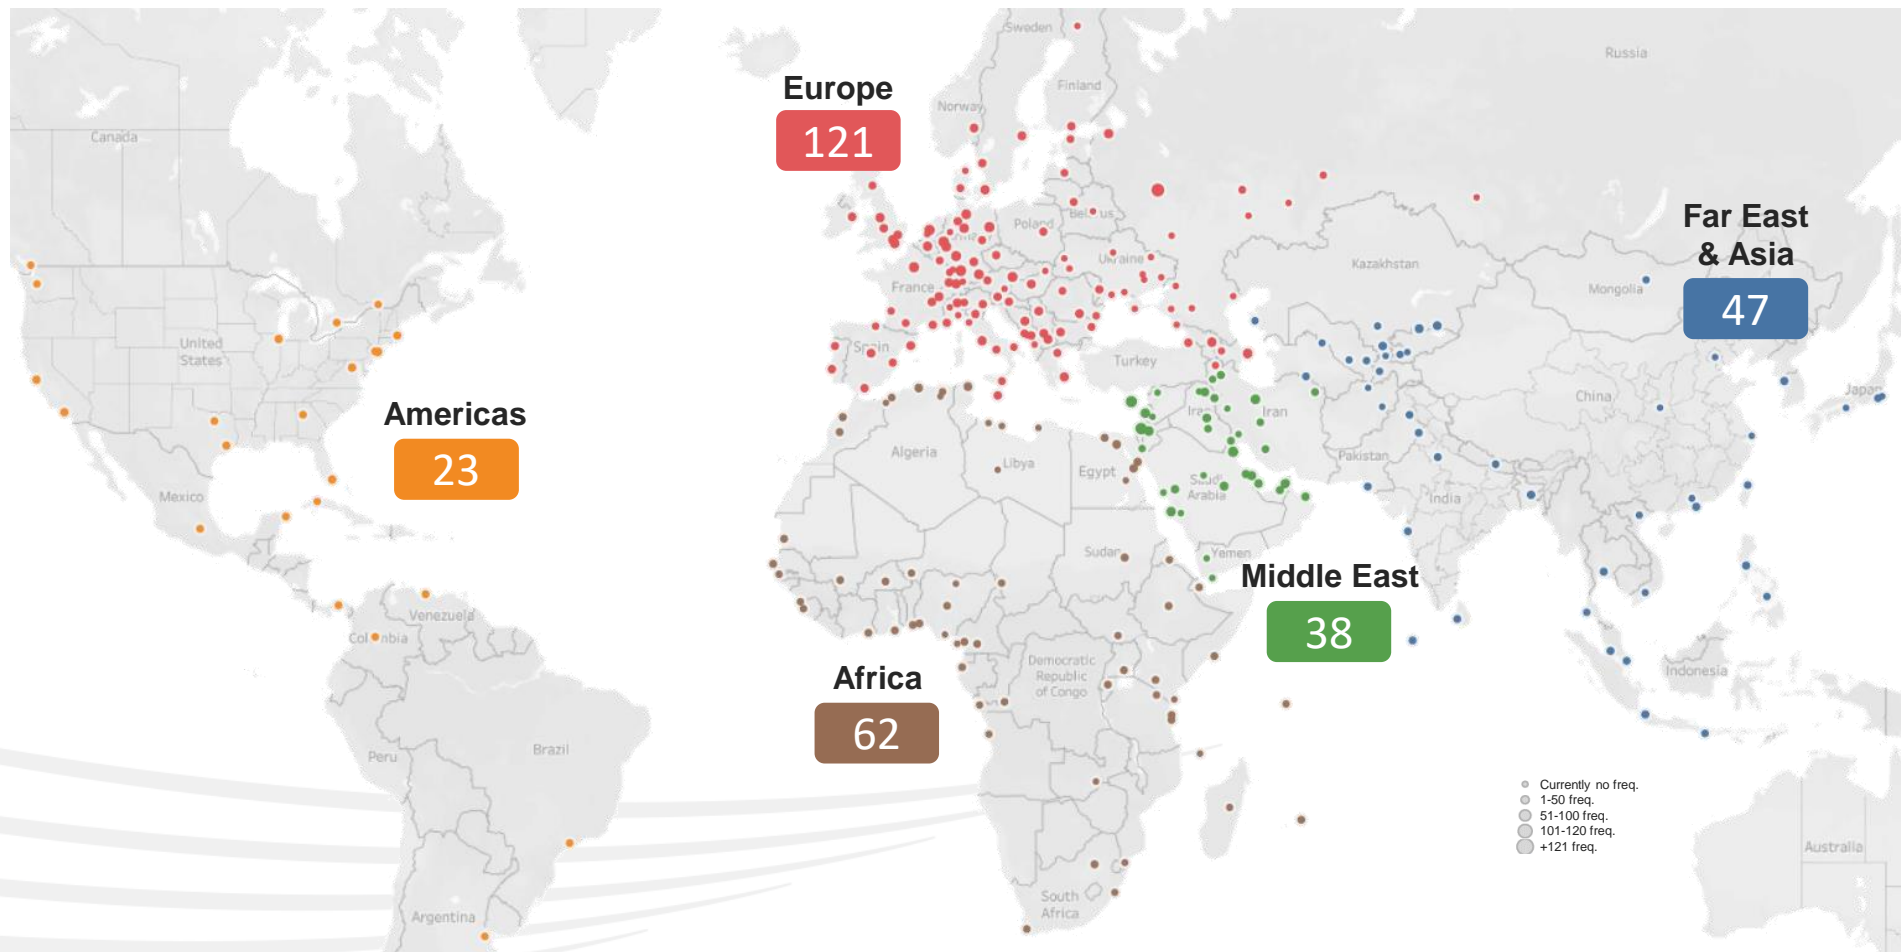 Sweden
Russia
Finland
Norway
Europe
121
Canada
Poland
Belarus
Ukraine
Kazakhstan
Mongolia
Far East
& Asia
47
France
Spain
Turkey
United
States
China
Japan
Americas
23
Iraq
Iran
Algeria
Libya
Egypt
Pakistan
Saudi
Arabia
India
Mexico
Sudan
Yemen
Middle East
38
Venezuela
Colombia
Democratic
Republic
of Congo
Indonesia
Africa
62
Peru
Brazil
Currently no freq.
1-50 freq.
51-100 freq.
101-120 freq.
+121 freq.
Australia
South
Africa
Argentina